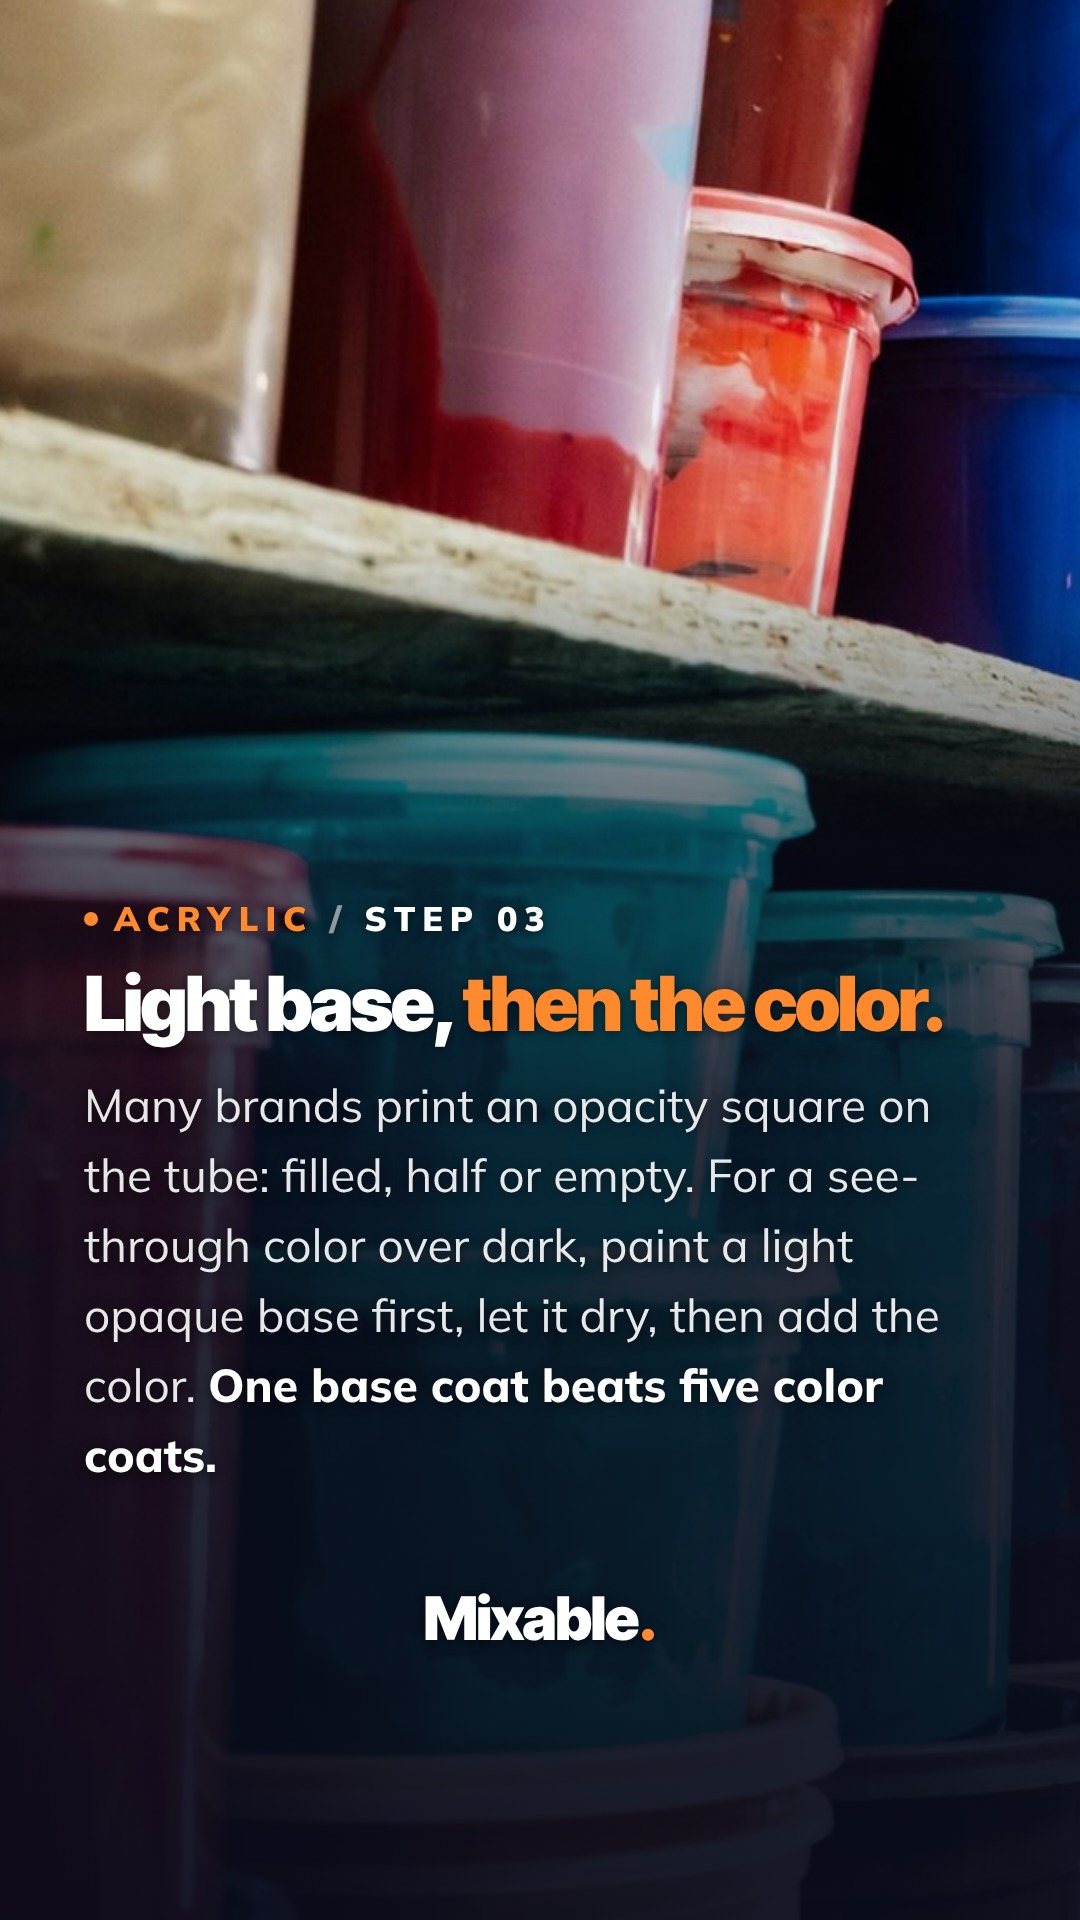 • ACRYLIC / STEP 03
Light base, then the color.
Many brands print an opacity square on
the tube: filled, half or empty. For a see-
through color over dark, paint a light
opaque base first, let it dry, then add the
color. One base coat beats five color
coats.
Mixable.